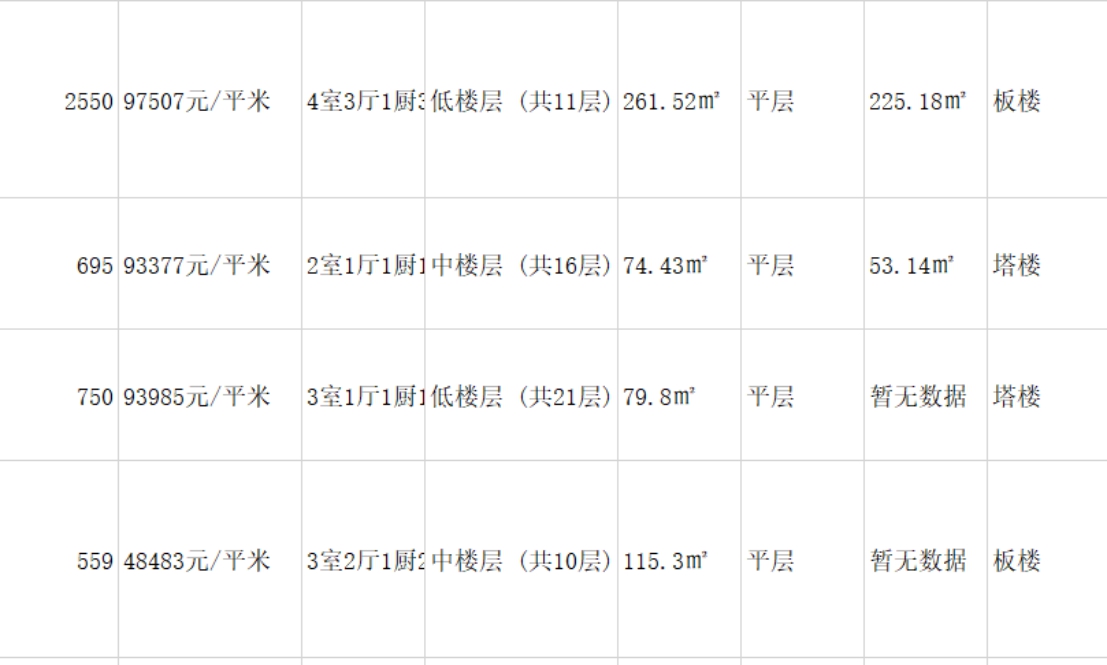 2550 97507元/平米 4室3厅1厨3 低楼层 (共11层) 261.52㎡ 平层 225.18㎡ 板楼
695 93377元/平米 2室1厅1厨1 中楼层 (共16层) 74.43㎡ 平层 53.14㎡ 塔楼
750 93985元/平米 3室1厅1厨1 低楼层 (共21层) 79.8㎡ 平层 暂无数据 塔楼
559 48483元/平米 3室2厅1厨2 中楼层 (共10层) 115.3㎡ 平层 暂无数据 板楼